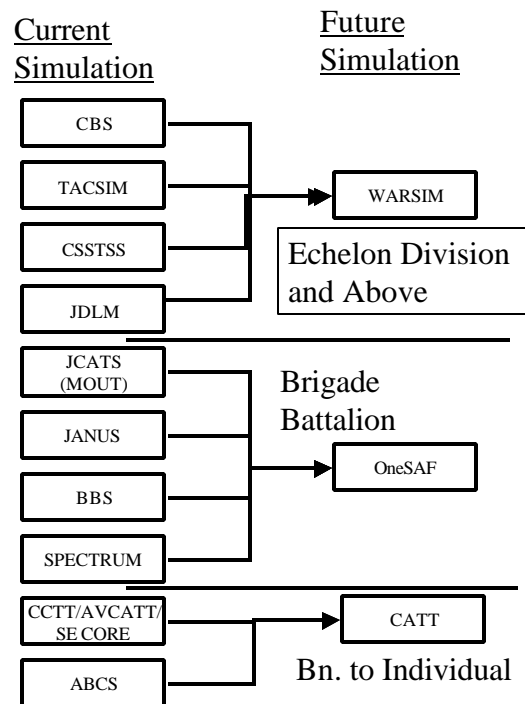 Current
Simulation
Future
Simulation
CBS
TACSIM
CSSTSS
JDLM
WARSIM
Echelon Division
and Above
JCATS
(MOUT)
JANUS
BBS
SPECTRUM
Brigade
Battalion
OneSAF
CCTT/AVCATT/
SE CORE
ABCS
CATT
Bn. to Individual